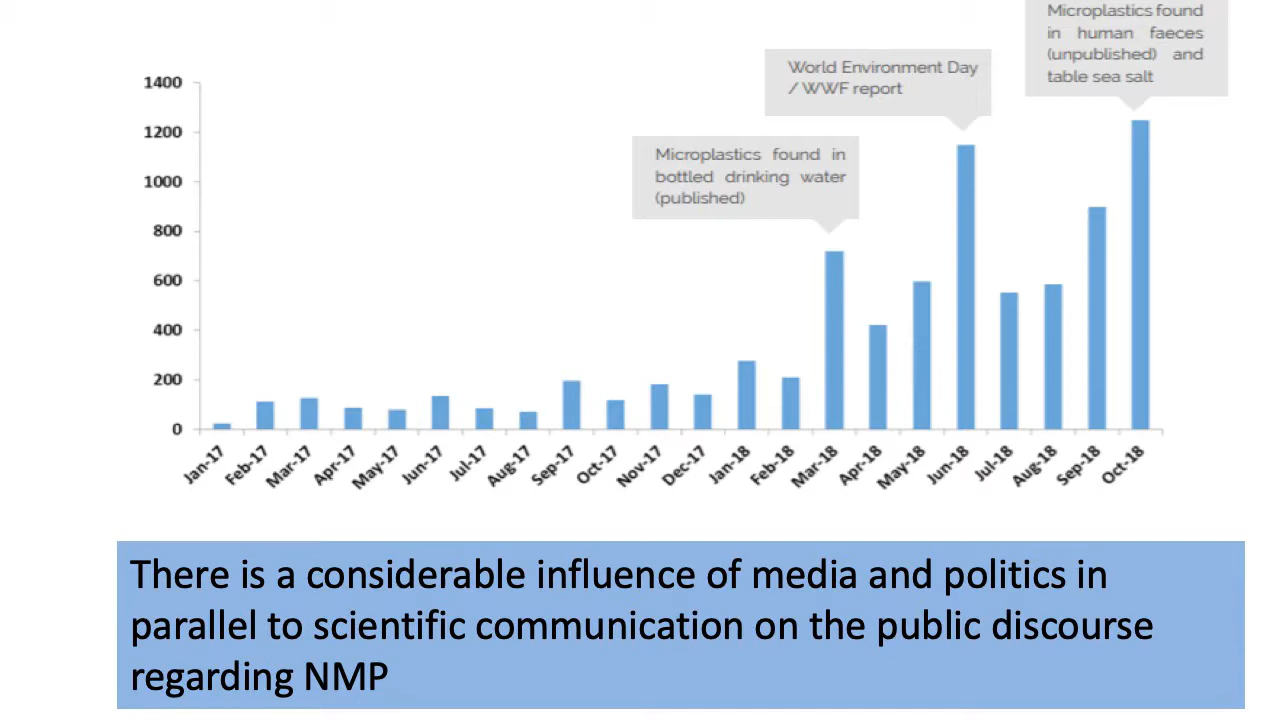 Microplastics found
in human faeces
(unpublished) and
table sea salt
World Environment Day
/ WWF report
Microplastics found in
bottled drinking water
(published)
1400
1200
1000
800
600
400
200
0
Jan-17
Feb-17
Mar-17
Apr-17
May-17
Jun-17
Jul-17
Aug-17
Sep-17
Oct-17
Nov-17
Dec-17
Jan-18
Feb-18
Mar-18
Apr-18
May-18
Jun-18
Jul-18
Aug-18
Sep-18
Oct-18
There is a considerable influence of media and politics in
parallel to scientific communication on the public discourse
regarding NMP